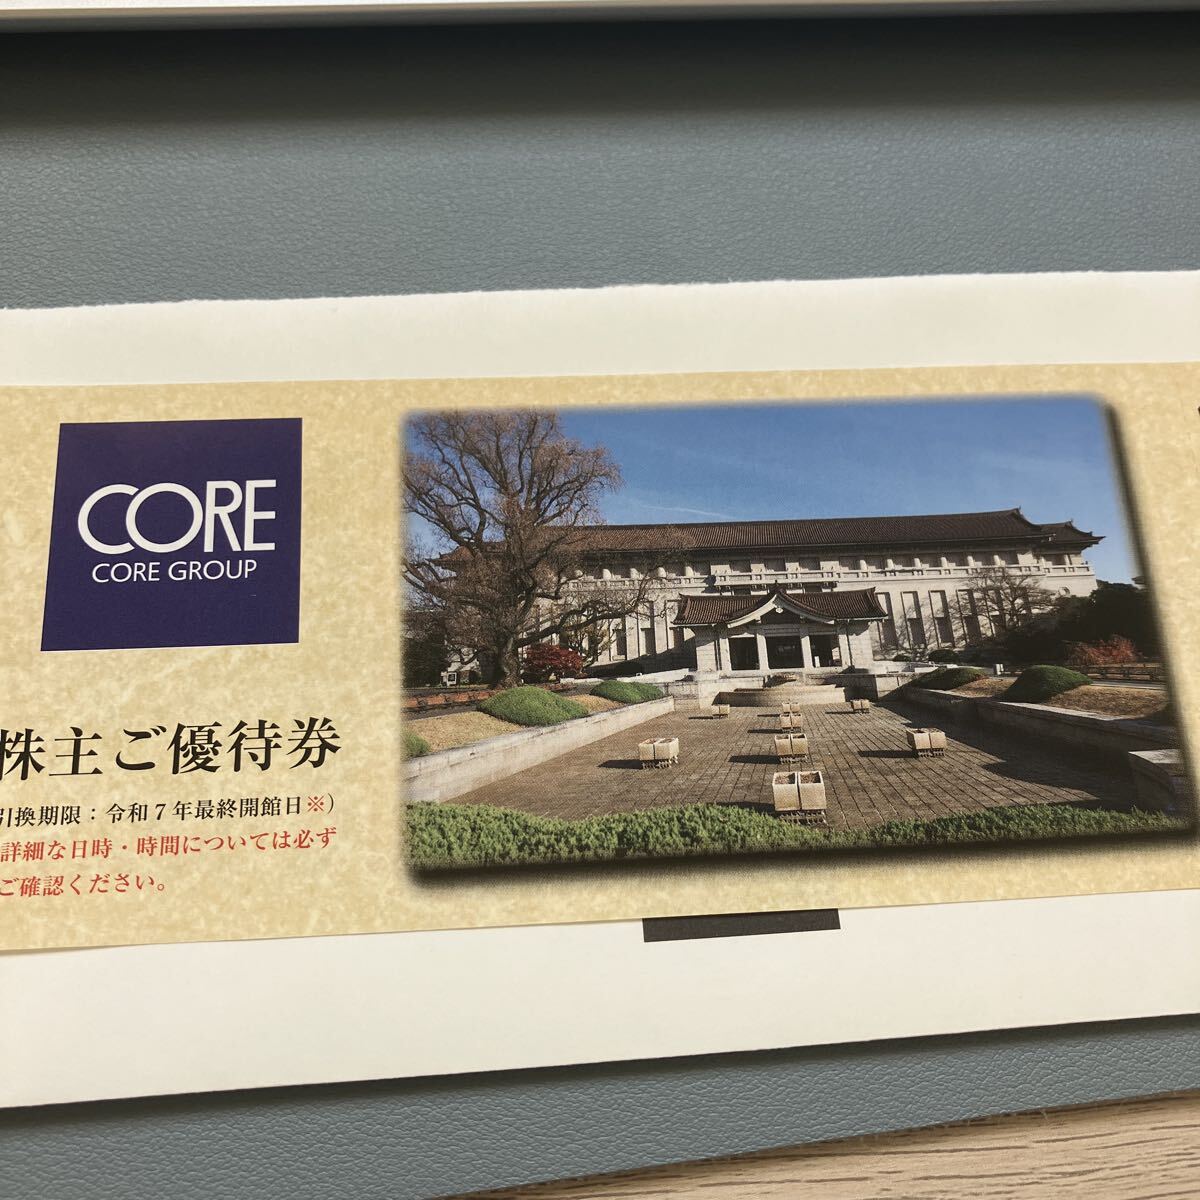 CORE
CORE GROUP
株主ご優待券
引換期限：令和7年最終開館日※）
詳細な日時・時間については必ず
ご確認ください。